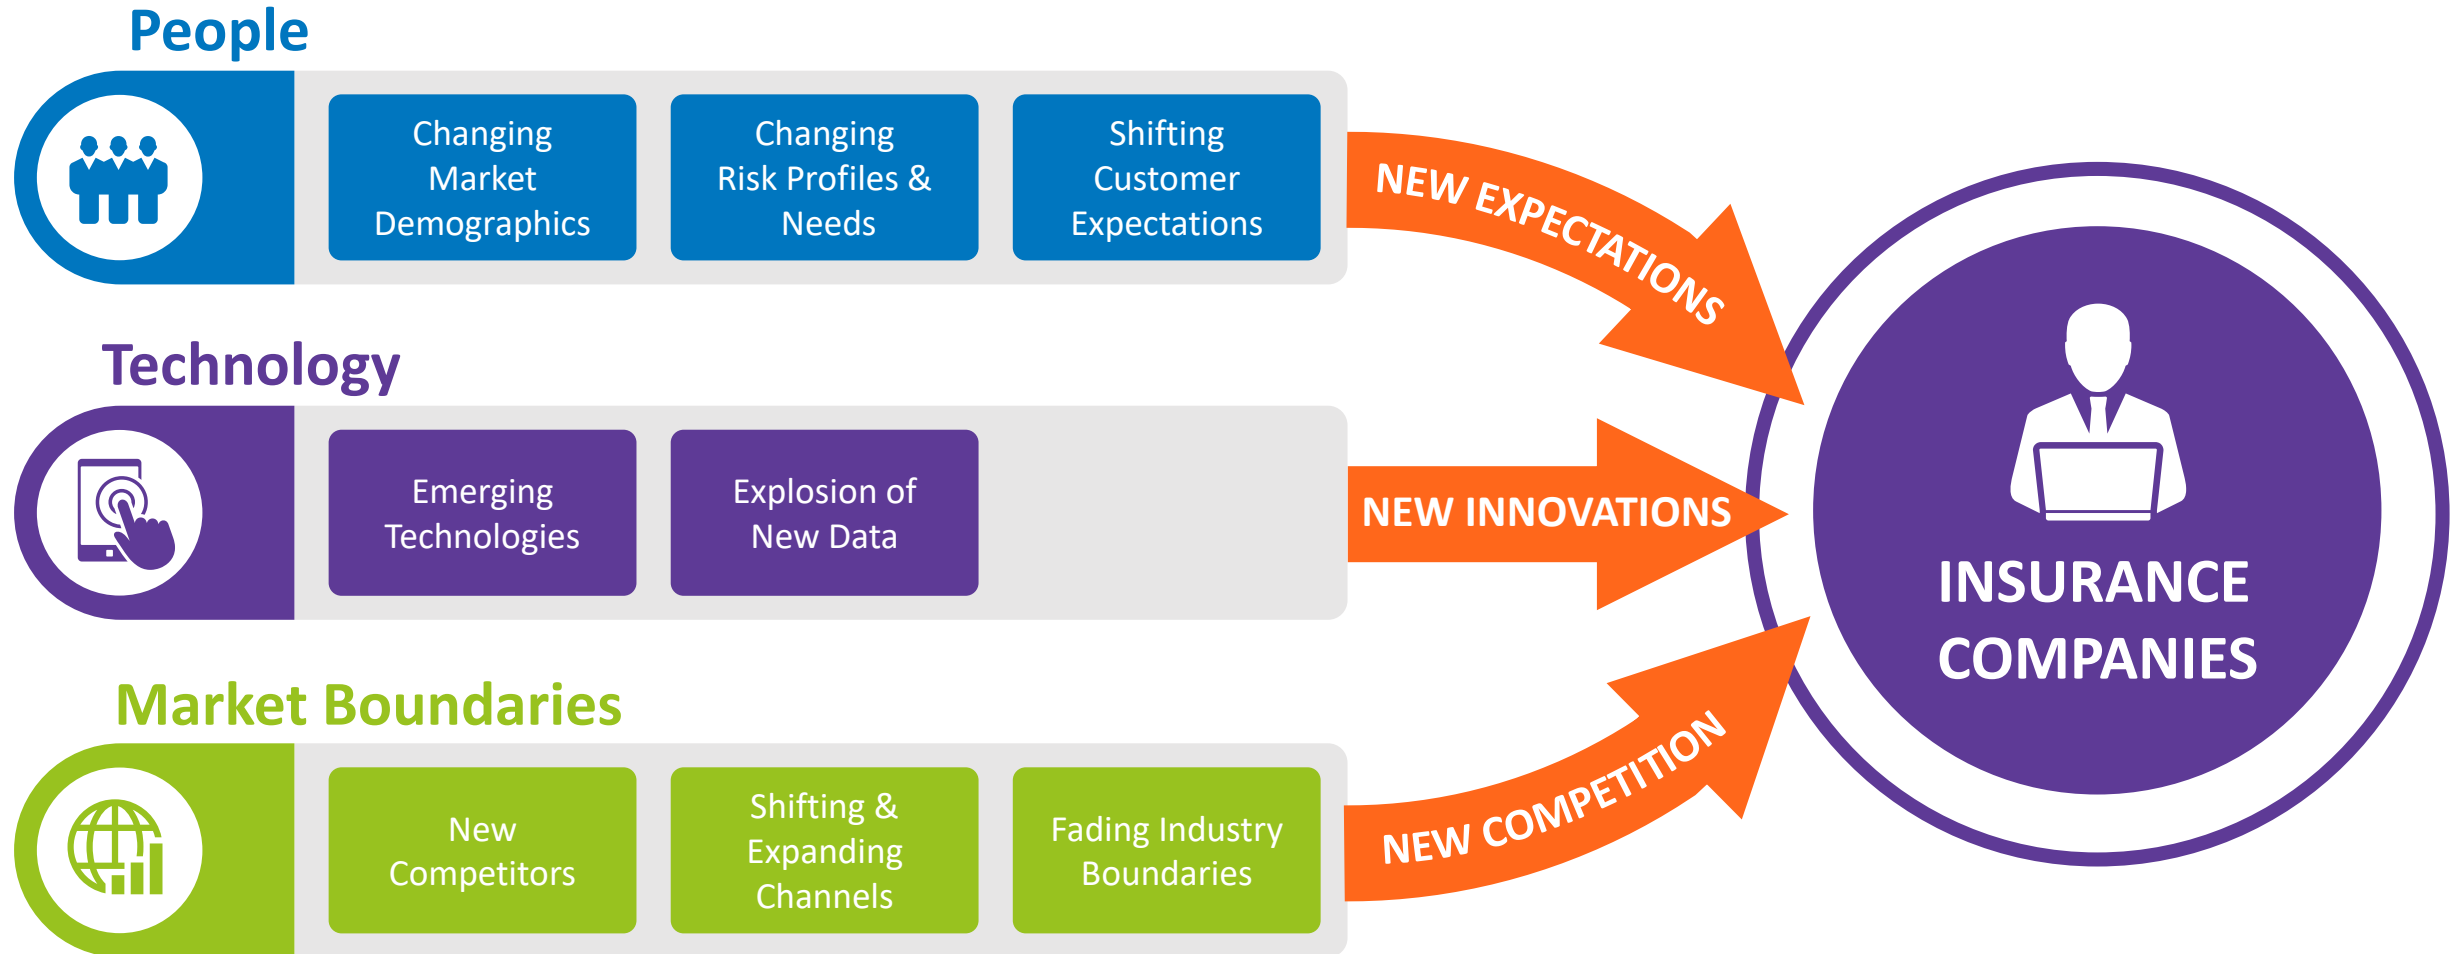 People
Changing
Market
Demographics
Changing
Risk Profiles &
Needs
Shifting
Customer
Expectations
NEW EXPECTATIONS
Technology
Emerging
Technologies
Explosion of
New Data
NEW INNOVATIONS
Market Boundaries
New
Competitors
Shifting &
Expanding
Channels
Fading Industry
Boundaries
NEW COMPETITION
INSURANCE
COMPANIES